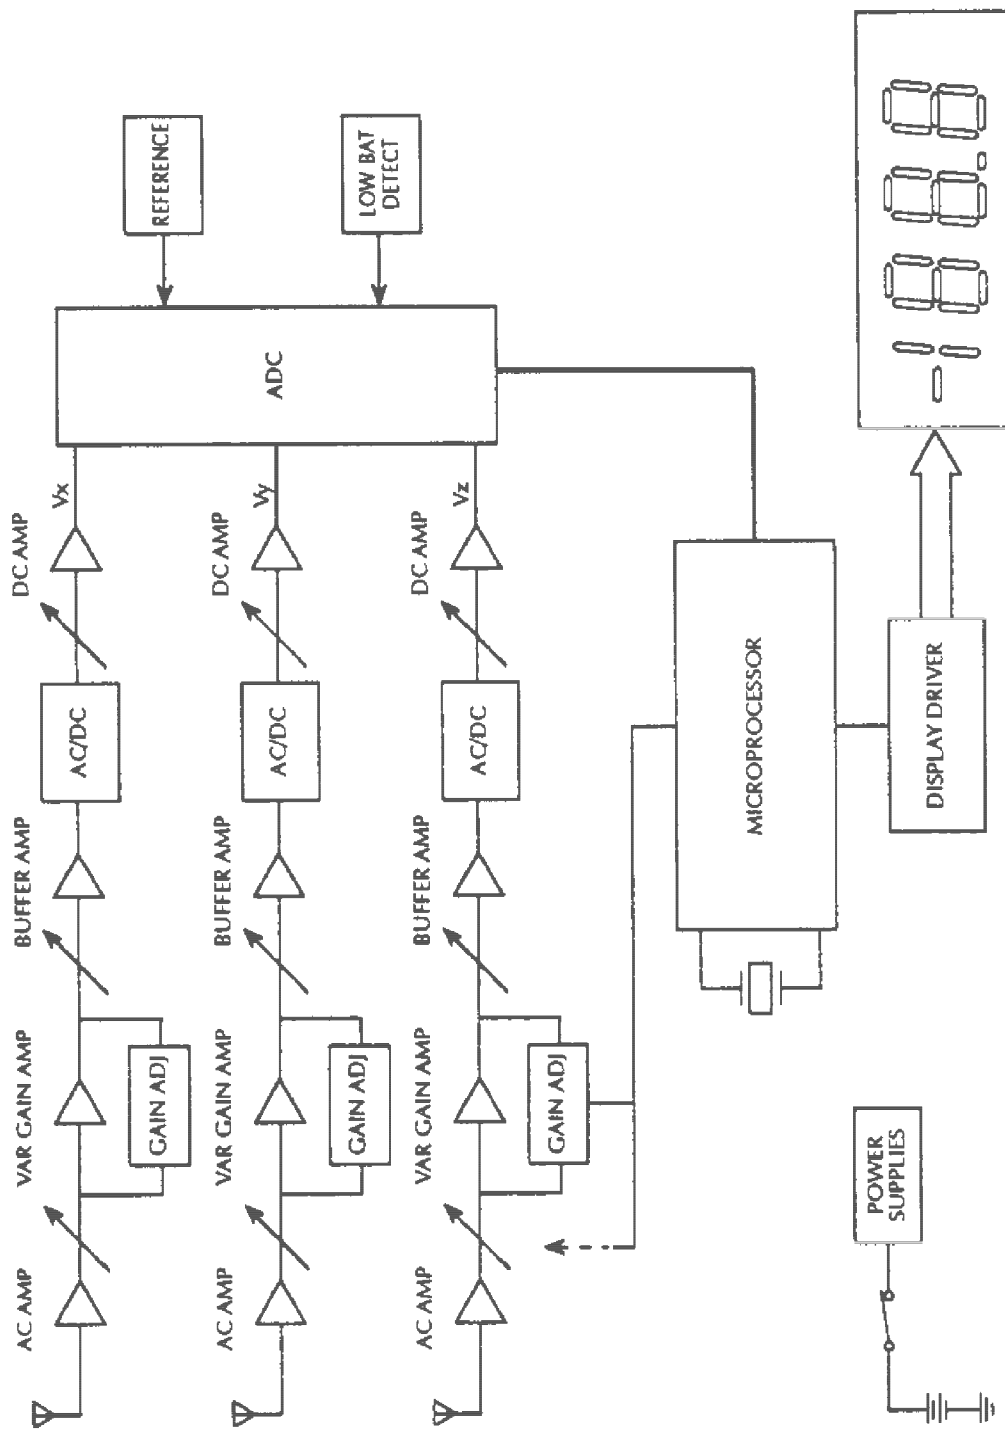 AC AMP
VAR GAIN AMP
GAIN ADJ
BUFFER AMP
AC/DC
DC AMP
Vx
AC AMP
VAR GAIN AMP
GAIN ADJ
BUFFER AMP
AC/DC
DC AMP
Vy
AC AMP
VAR GAIN AMP
GAIN ADJ
BUFFER AMP
AC/DC
DC AMP
Vz
ADC
REFERENCE
LOW BAT
DETECT
MICROPROCESSOR
POWER
SUPPLIES
DISPLAY DRIVER
-188.8